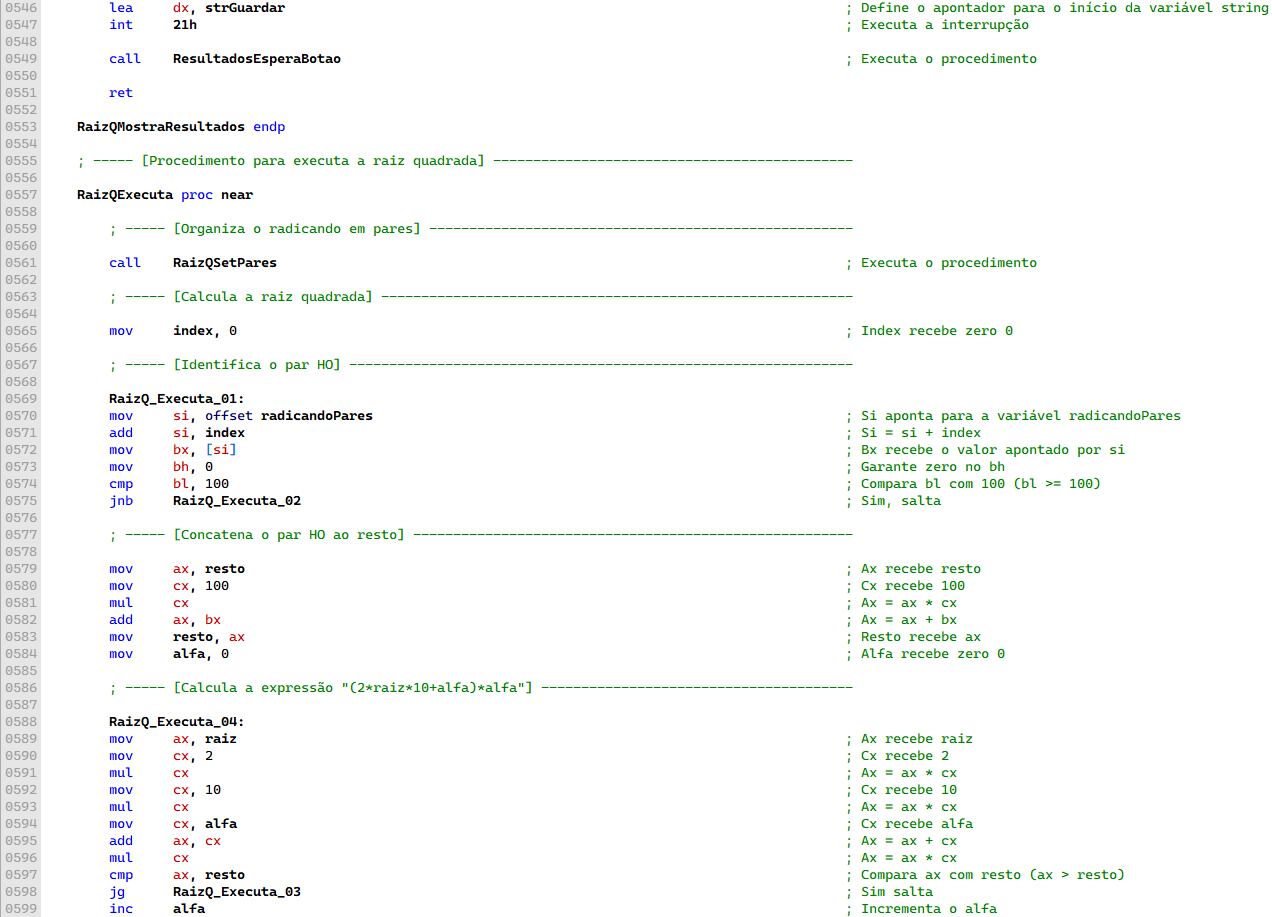 0546 lea dx, strGuardar ; Define o apontador para o início da variável string
0547 int 21h ; Executa a interrupção
0548
0549 call ResultadosEsperaBotao ; Executa o procedimento
0550
0551 ret
0552
0553 RaizQMostraResultados endp
0554
0555 ; ----- [Procedimento para executa a raiz quadrada] ---------------------------------------------
0556
0557 RaizQExecuta proc near
0558
0559 ; ----- [Organiza o radicando em pares] -----------------------------------------------------
0560
0561 call RaizQSetPares ; Executa o procedimento
0562
0563 ; ----- [Calcula a raiz quadrada] -----------------------------------------------------------
0564
0565 mov index, 0 ; Index recebe zero 0
0566
0567 ; ----- [Identifica o par HO] ---------------------------------------------------------------
0568
0569 RaizQ_Executa_01:
0570 mov si, offset radicandoPares ; Si aponta para a variável radicandoPares
0571 add si, index ; Si = si + index
0572 mov bx, [si] ; Bx recebe o valor apontado por si
0573 mov bh, 0 ; Garante zero no bh
0574 cmp bl, 100 ; Compara bl com 100 (bl >= 100)
0575 jnb RaizQ_Executa_02 ; Sim, salta
0576
0577 ; ----- [Concatena o par HO ao resto] -------------------------------------------------------
0578
0579 mov ax, resto ; Ax recebe resto
0580 mov cx, 100 ; Cx recebe 100
0581 mul cx ; Ax = ax * cx
0582 add ax, bx ; Ax = ax + bx
0583 mov resto, ax ; Resto recebe ax
0584 mov alfa, 0 ; Alfa recebe zero 0
0585
0586 ; ----- [Calcula a expressão "(2*raiz*10+alfa)*alfa"] ---------------------------------------
0587
0588 RaizQ_Executa_04:
0589 mov ax, raiz ; Ax recebe raiz
0590 mov cx, 2 ; Cx recebe 2
0591 mul cx ; Ax = ax * cx
0592 mov cx, 10 ; Cx recebe 10
0593 mul cx ; Ax = ax * cx
0594 mov cx, alfa ; Cx recebe alfa
0595 add ax, cx ; Ax = ax + cx
0596 mul cx ; Ax = ax * cx
0597 cmp ax, resto ; Compara ax com resto (ax > resto)
0598 jg RaizQ_Executa_03 ; Sim salta
0599 inc alfa ; Incrementa o alfa